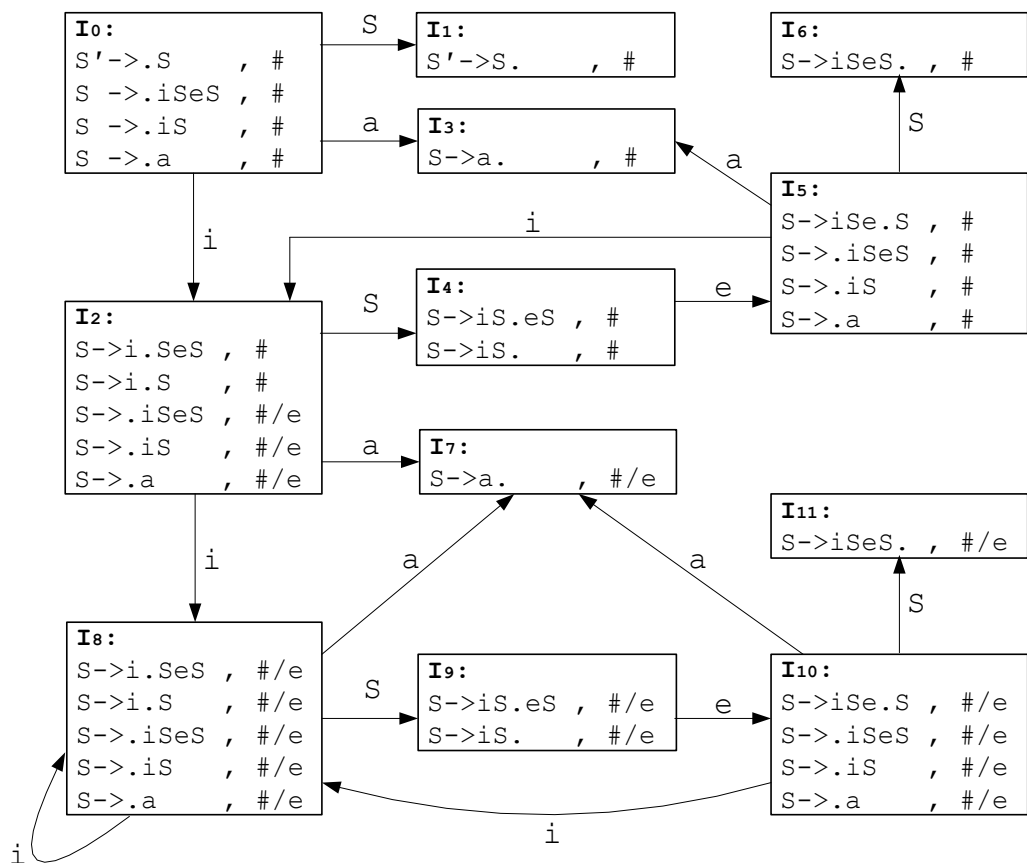 I0:
S'->.S , #
S ->.iSeS , #
S ->.iS , #
S ->.a , #
S
I1:
S'->S. , #
I6:
S->iSeS. , #
a
I3:
S->a. , #
a
S
i
i
I5:
S->iSe.S , #
S->.iSeS , #
S->.iS , #
S->.a , #
I2:
S->i.SeS , #
S->i.S , #
S->.iSeS , #/e
S->.iS , #/e
S->.a , #/e
S
I4:
S->iS.eS , #
S->iS. , #
e
a
I7:
S->a. , #/e
i
a
a
I11:
S->iSeS. , #/e
S
I8:
S->i.SeS , #/e
S->i.S , #/e
S->.iSeS , #/e
S->.iS , #/e
S->.a , #/e
S
I9:
S->iS.eS , #/e
S->iS. , #/e
e
I10:
S->iSe.S , #/e
S->.iSeS , #/e
S->.iS , #/e
S->.a , #/e
i
i